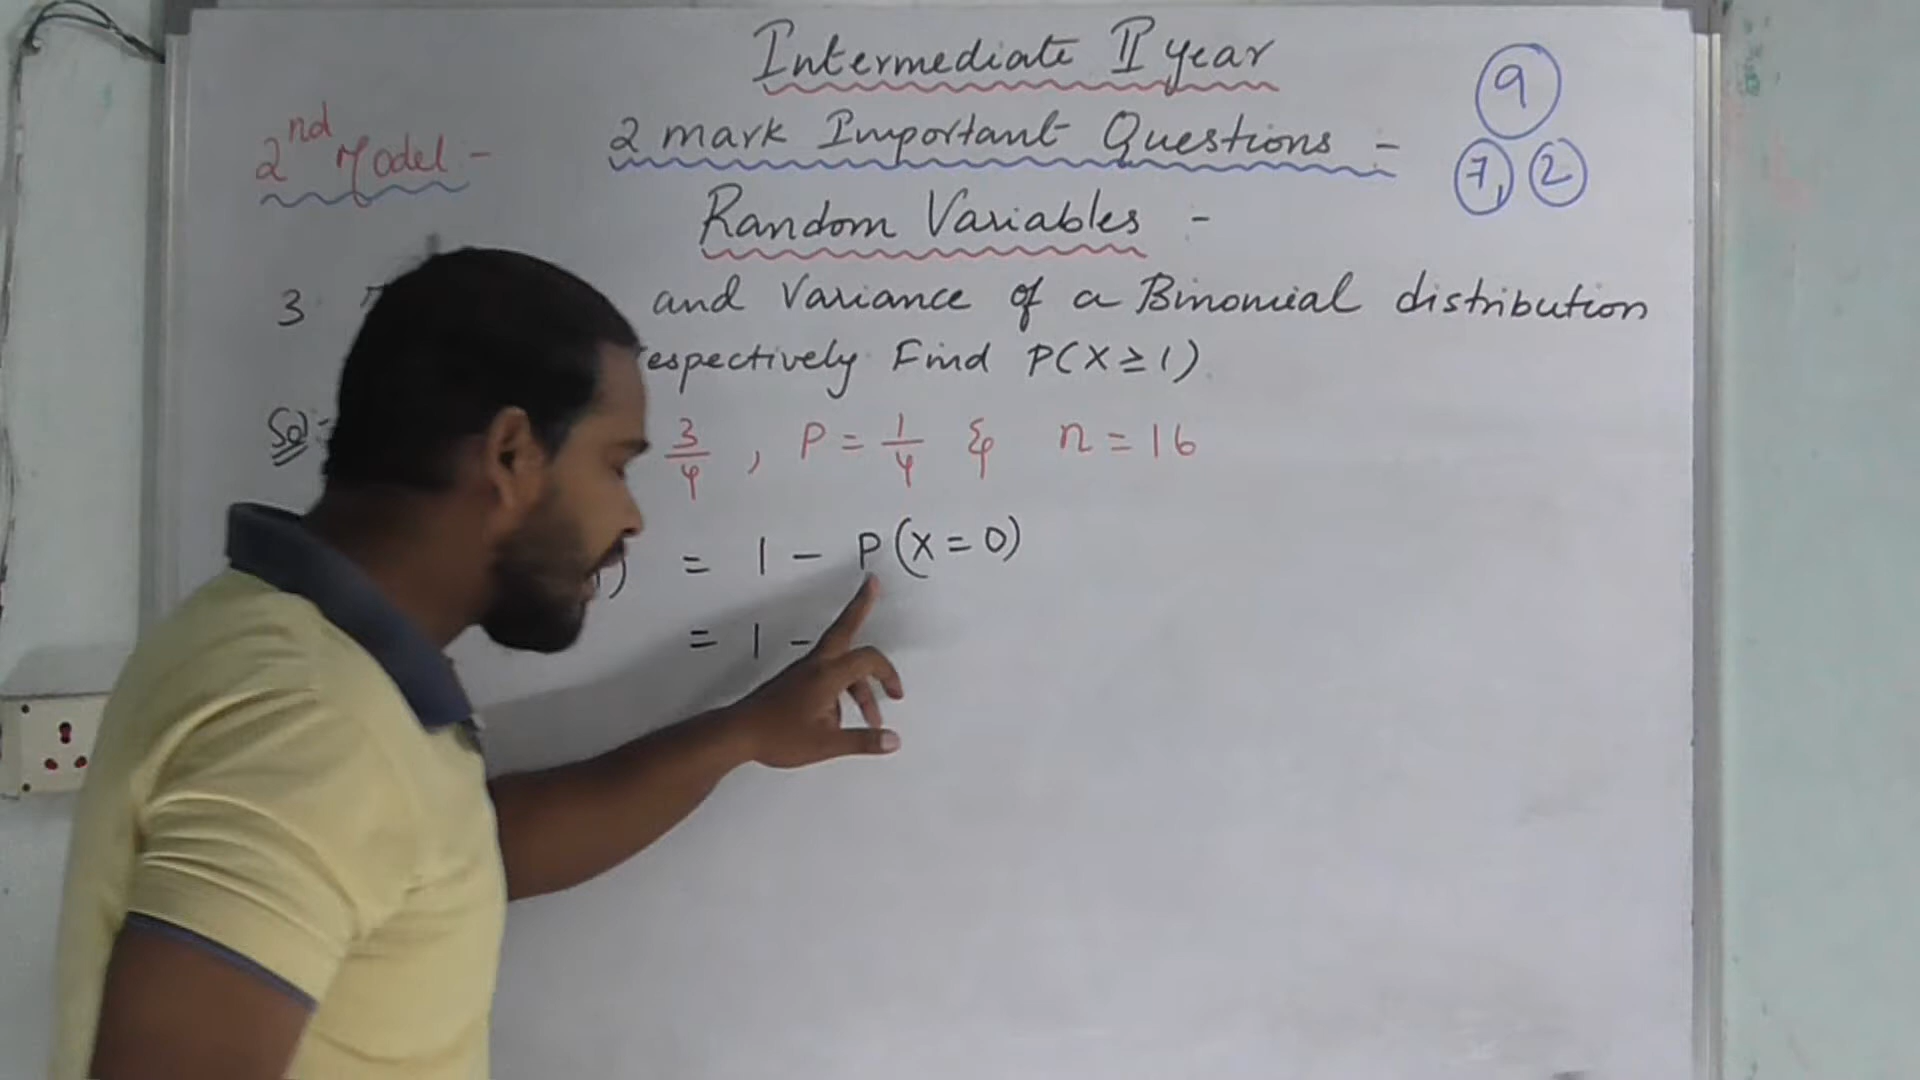 Intermediate II year
2nd Model - 2 mark Important Questions -
9
7, 2
Random Variables -
3 and Variance of a Binomial distribution
espectively Find P(X ≥ 1)
Sol:- 3/4 , P = 1/4 & n = 16
1) = 1 - P(X = 0)
= 1 -